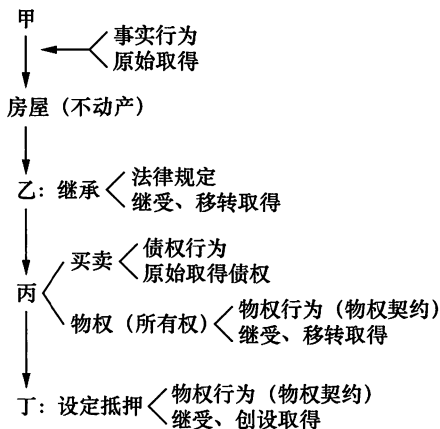 甲
事实行为
原始取得
房屋（不动产）
乙：继承
法律规定
继受、移转取得
丙
买卖
债权行为
原始取得债权
物权（所有权）
物权行为（物权契约）
继受、移转取得
丁：设定抵押
物权行为（物权契约）
继受、创设取得